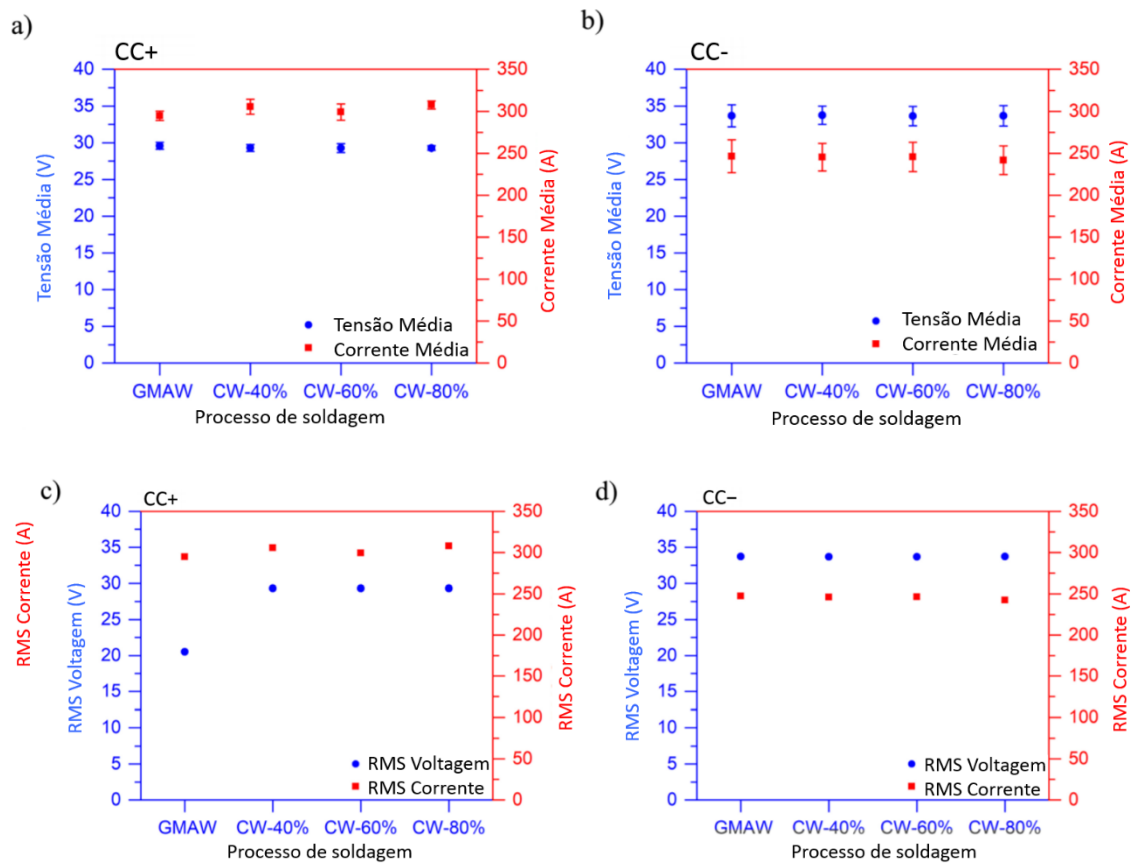 a)
CC+
40
35
30
25
20
15
10
5
0
Tensão Média (V)
350
300
250
200
150
100
50
0
Corrente Média (A)
Tensão Média
Corrente Média
GMAW CW-40% CW-60% CW-80%
Processo de soldagem
b)
CC-
40
35
30
25
20
15
10
5
0
Tensão Média (V)
350
300
250
200
150
100
50
0
Corrente Média (A)
Tensão Média
Corrente Média
GMAW CW-40% CW-60% CW-80%
Processo de soldagem
c)
CC+
RMS Corrente (A)
RMS Voltagem (V)
40
35
30
25
20
15
10
5
0
350
300
250
200
150
100
50
0
RMS Corrente (A)
RMS Voltagem
RMS Corrente
GMAW CW-40% CW-60% CW-80%
Processo de soldagem
d)
CC−
RMS Voltagem (V)
40
35
30
25
20
15
10
5
0
350
300
250
200
150
100
50
0
RMS Corrente (A)
RMS Voltagem
RMS Corrente
GMAW CW-40% CW-60% CW-80%
Processo de soldagem